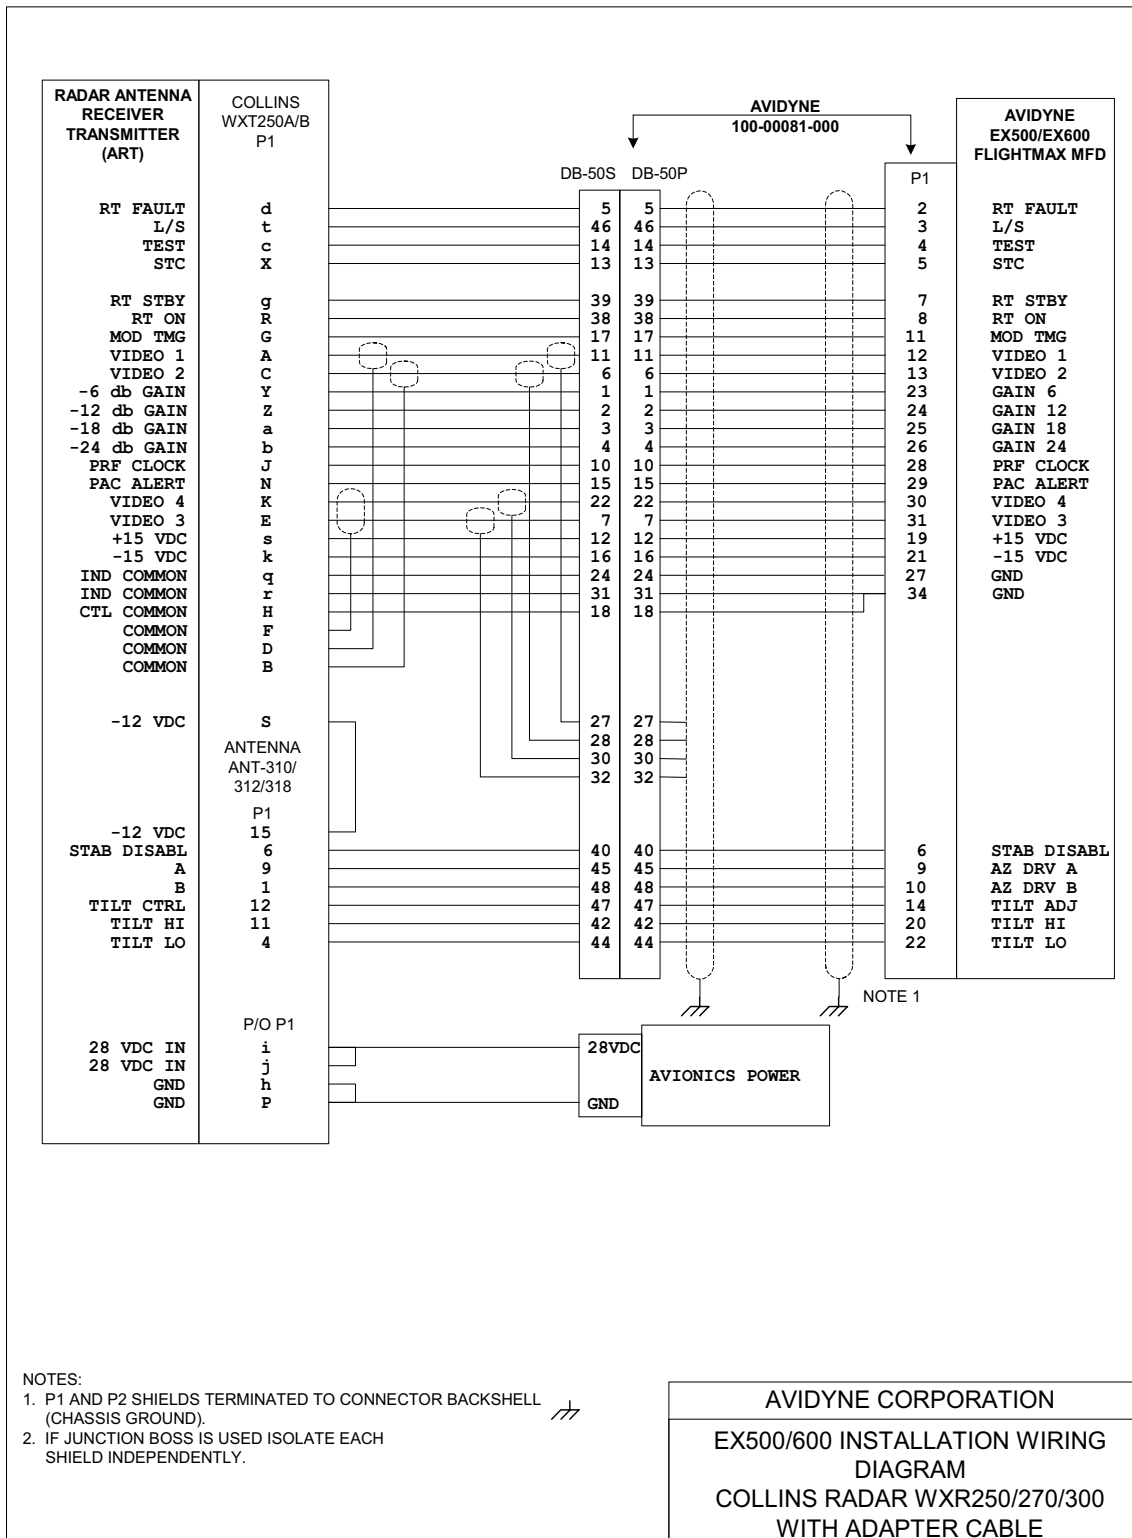 RADAR ANTENNA
RECEIVER
TRANSMITTER
(ART)
COLLINS
WXT250A/B
P1
AVIDYNE
100-00081-000
AVIDYNE
EX500/EX600
FLIGHTMAX MFD
DB-50S DB-50P
P1
RT FAULT d 5 5 2 RT FAULT
L/S t 46 46 3 L/S
TEST c 14 14 4 TEST
STC X 13 13 5 STC
RT STBY g 39 39 7 RT STBY
RT ON R 38 38 8 RT ON
MOD TMG G 17 17 11 MOD TMG
VIDEO 1 A 11 11 12 VIDEO 1
VIDEO 2 C 6 6 13 VIDEO 2
-6 db GAIN Y 1 1 23 GAIN 6
-12 db GAIN Z 2 2 24 GAIN 12
-18 db GAIN a 3 3 25 GAIN 18
-24 db GAIN b 4 4 26 GAIN 24
PRF CLOCK J 10 10 28 PRF CLOCK
PAC ALERT N 15 15 29 PAC ALERT
VIDEO 4 K 22 22 30 VIDEO 4
VIDEO 3 E 7 7 31 VIDEO 3
+15 VDC s 12 12 19 +15 VDC
-15 VDC k 16 16 21 -15 VDC
IND COMMON q 24 24 27 GND
IND COMMON r 31 31 34 GND
CTL COMMON H 18 18
COMMON F
COMMON D
COMMON B
-12 VDC S 27 27
28 28
30 30
32 32
ANTENNA
ANT-310/
312/318
P1
-12 VDC 15
STAB DISABL 6 40 40 6 STAB DISABL
A 9 45 45 9 AZ DRV A
B 1 48 48 10 AZ DRV B
TILT CTRL 12 47 47 14 TILT ADJ
TILT HI 11 42 42 20 TILT HI
TILT LO 4 44 44 22 TILT LO
NOTE 1
P/O P1
28 VDC IN i 28VDC
28 VDC IN j
AVIONICS POWER
GND h
GND P GND
NOTES:
1. P1 AND P2 SHIELDS TERMINATED TO CONNECTOR BACKSHELL
(CHASSIS GROUND).
2. IF JUNCTION BOSS IS USED ISOLATE EACH
SHIELD INDEPENDENTLY.
AVIDYNE CORPORATION
EX500/600 INSTALLATION WIRING
DIAGRAM
COLLINS RADAR WXR250/270/300
WITH ADAPTER CABLE